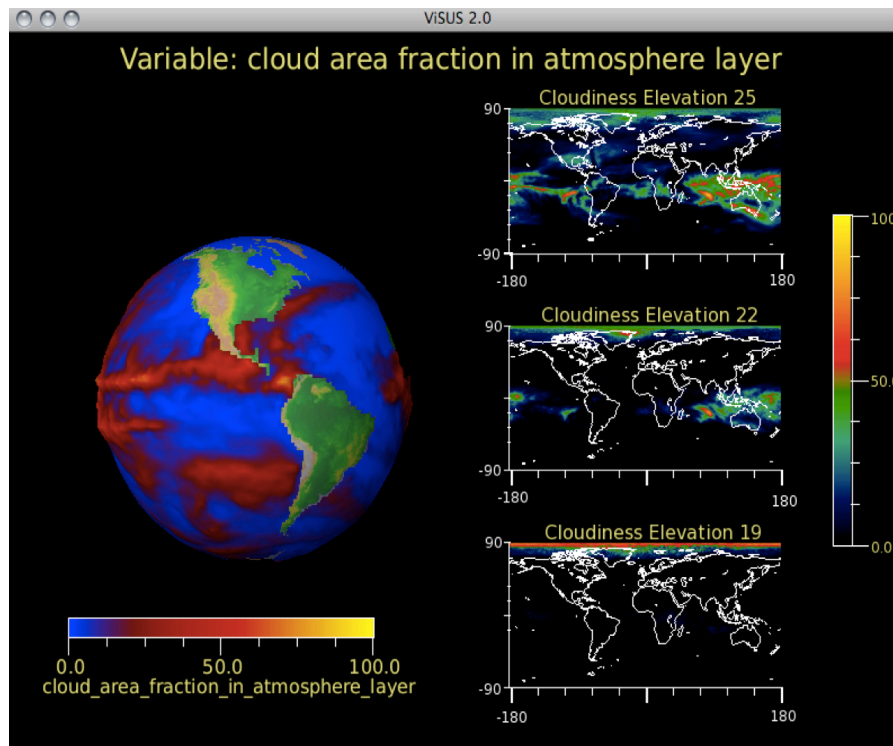 ViSUS 2.0
Variable: cloud area fraction in atmosphere layer
Cloudiness Elevation 25
90
-90
-180
180
Cloudiness Elevation 22
90
-90
-180
180
Cloudiness Elevation 19
90
-90
-180
180
100
50.0
0.0
0.0 50.0 100.0
cloud_area_fraction_in_atmosphere_layer